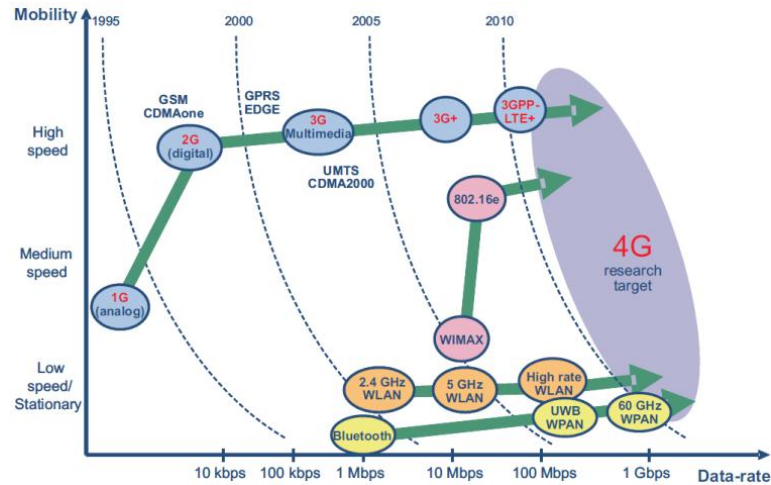 Mobility
1995
2000
2005
2010
GSM
CDMAone
GPRS
EDGE
High
speed
2G
(digital)
3G
Multimedia
3G+
3GPP-
LTE+
UMTS
CDMA2000
802.16e
4G
research
target
Medium
speed
1G
(analog)
WIMAX
Low
speed/
Stationary
2.4 GHz
WLAN
5 GHz
WLAN
High rate
WLAN
Bluetooth
UWB
WPAN
60 GHz
WPAN
10 kbps
100 kbps
1 Mbps
10 Mbps
100 Mbps
1 Gbps
Data-rate